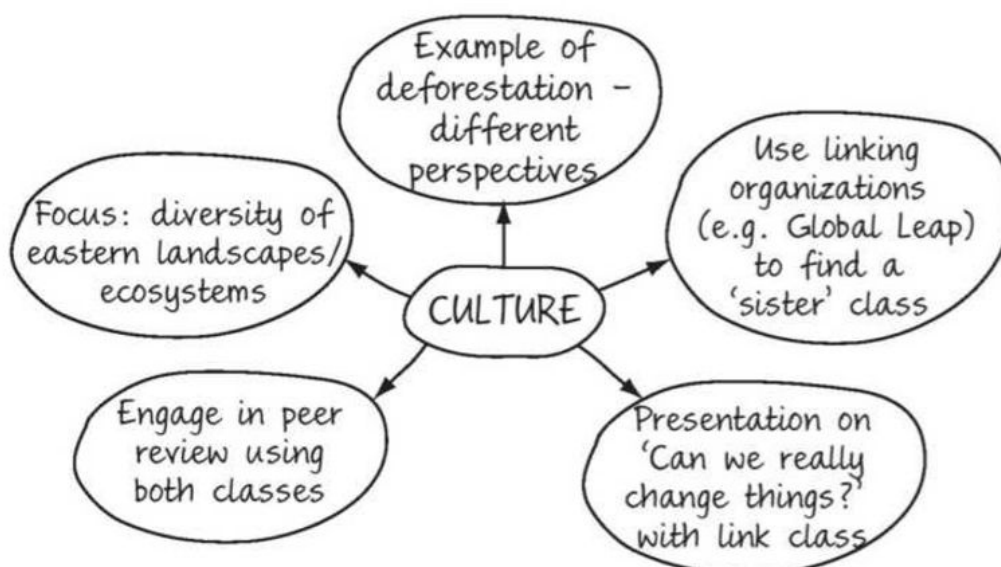 Example of
deforestation –
different
perspectives
Focus: diversity of
eastern landscapes/
ecosystems
Use linking
organizations
(e.g. Global Leap)
to find a
‘sister’ class
CULTURE
Engage in peer
review using
both classes
Presentation on
‘Can we really
change things?’
with link class